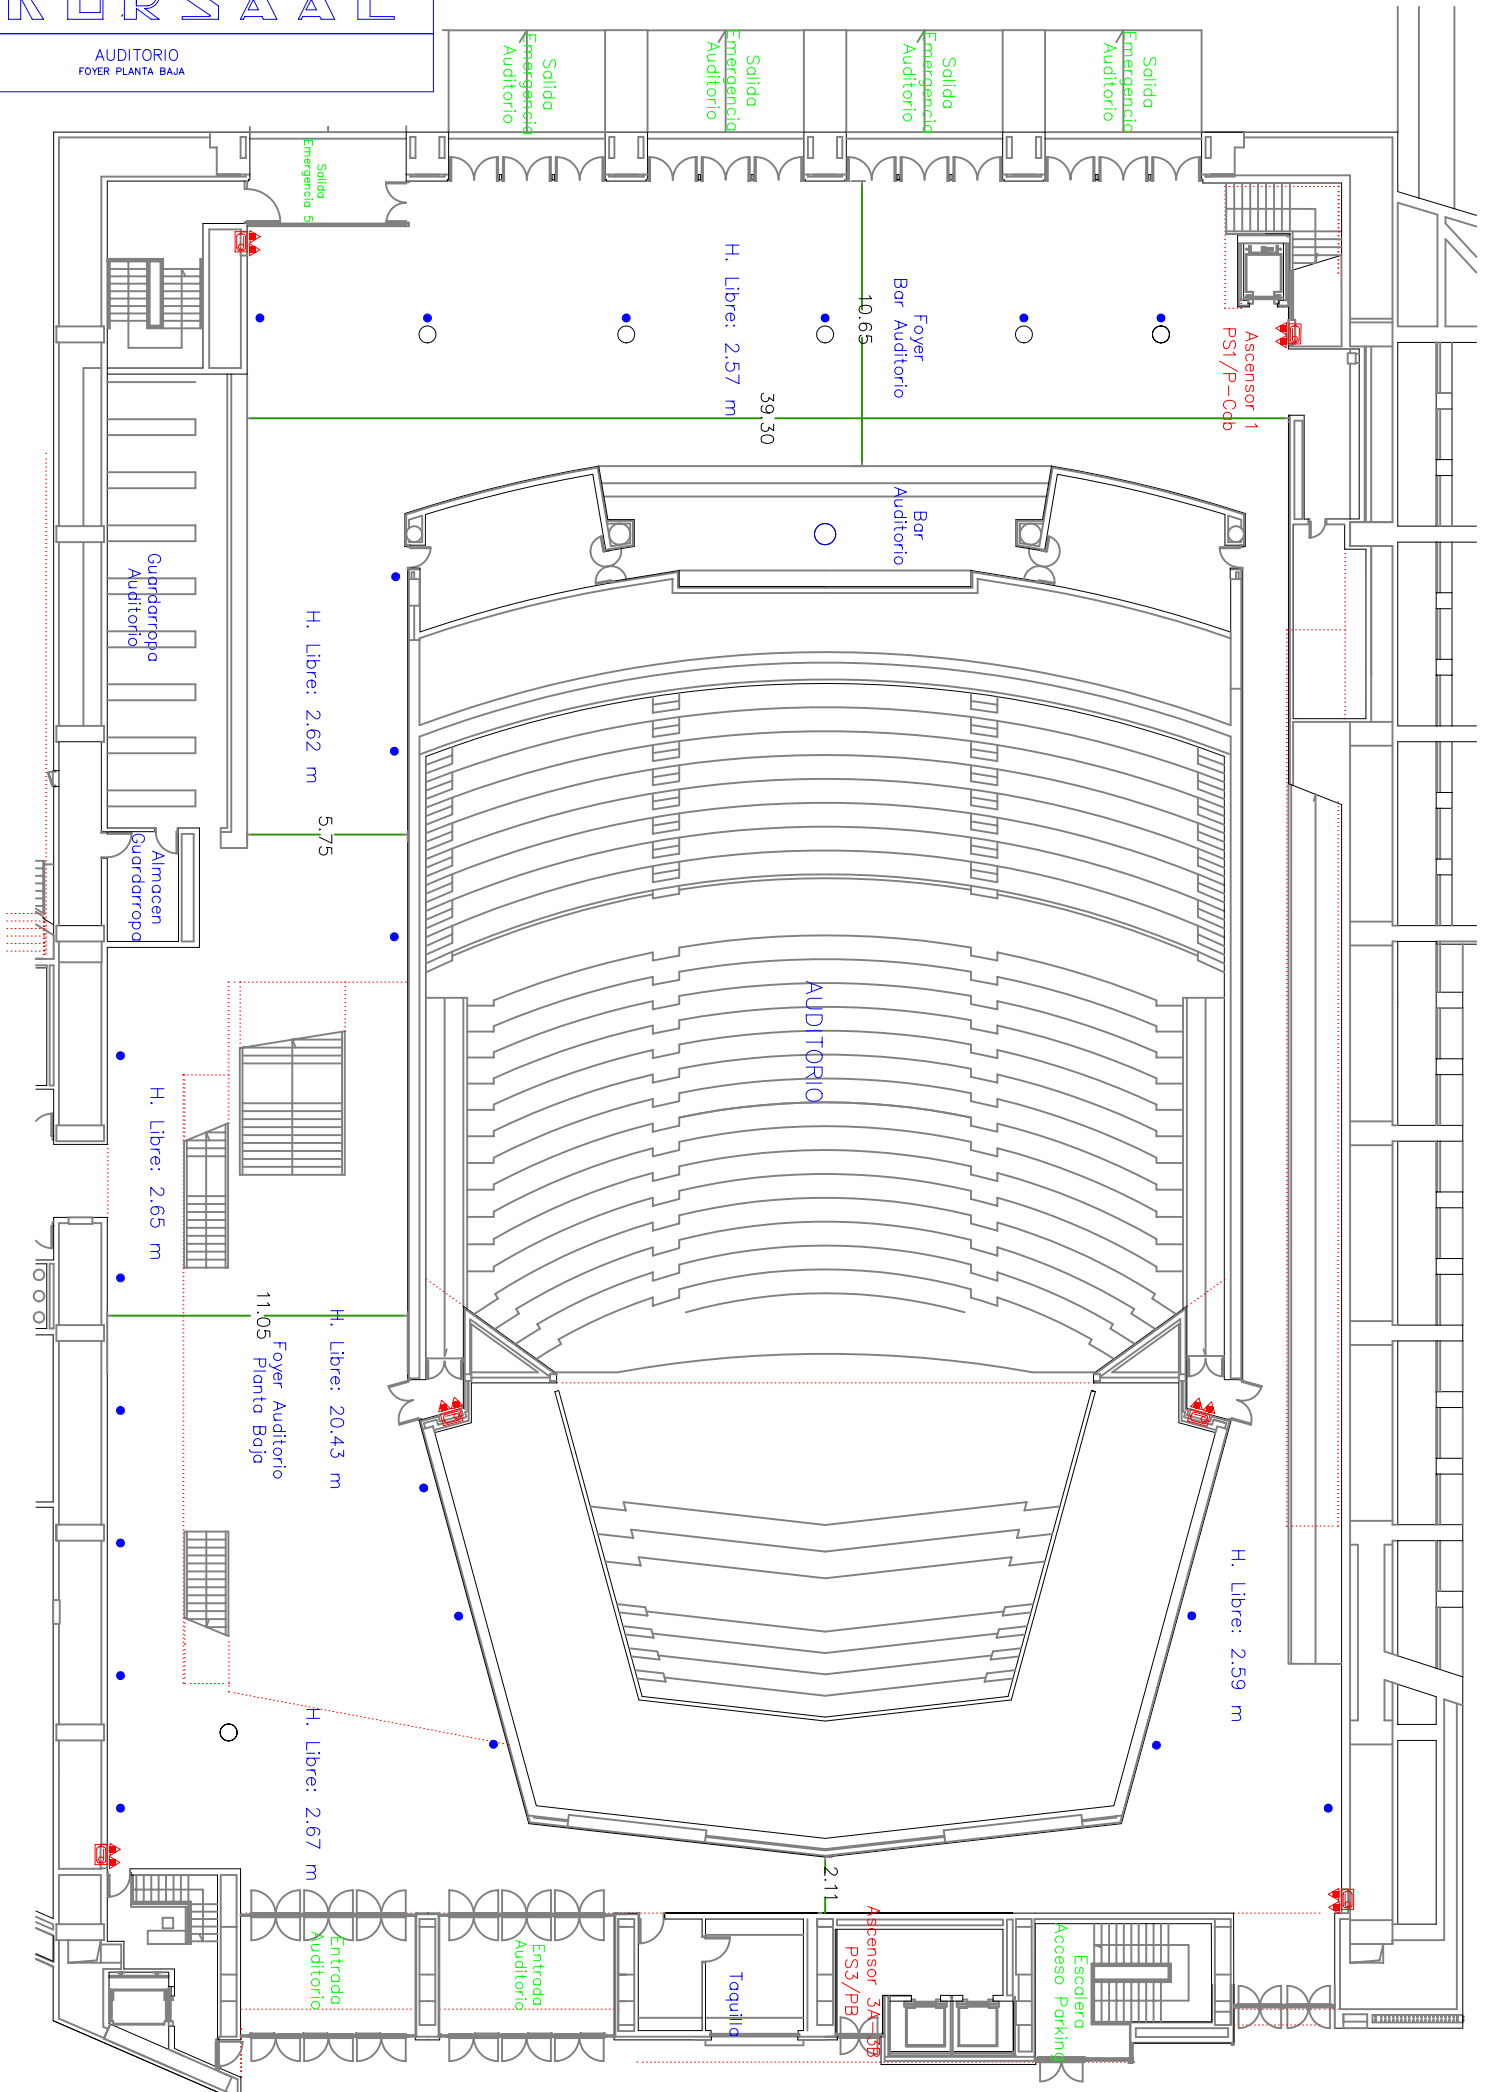 KURSAAL
AUDITORIO
FOYER PLANTA BAJA
Salida
Emergencia
Auditorio
Salida
Emergencia
Auditorio
Salida
Emergencia
Auditorio
Salida
Emergencia
Auditorio
Salida
Emergencia 5
H. Libre: 2.57 m
10.65
Foyer
Bar Auditorio
Ascensor 1
PS1/P-Cab
39.30
Bar
Auditorio
Guardarropa
Auditorio
H. Libre: 2.62 m
5.75
Almacen
Guardarropa
AUDITORIO
H. Libre: 2.65 m
11.05
H. Libre: 20.43 m
Foyer Auditorio
Planta Baja
H. Libre: 2.59 m
H. Libre: 2.67 m
2.11
Entrada
Auditorio
Entrada
Auditorio
Taquilla
Ascensor 3A-3B
PS3/PB
Escalera
Acceso Parking